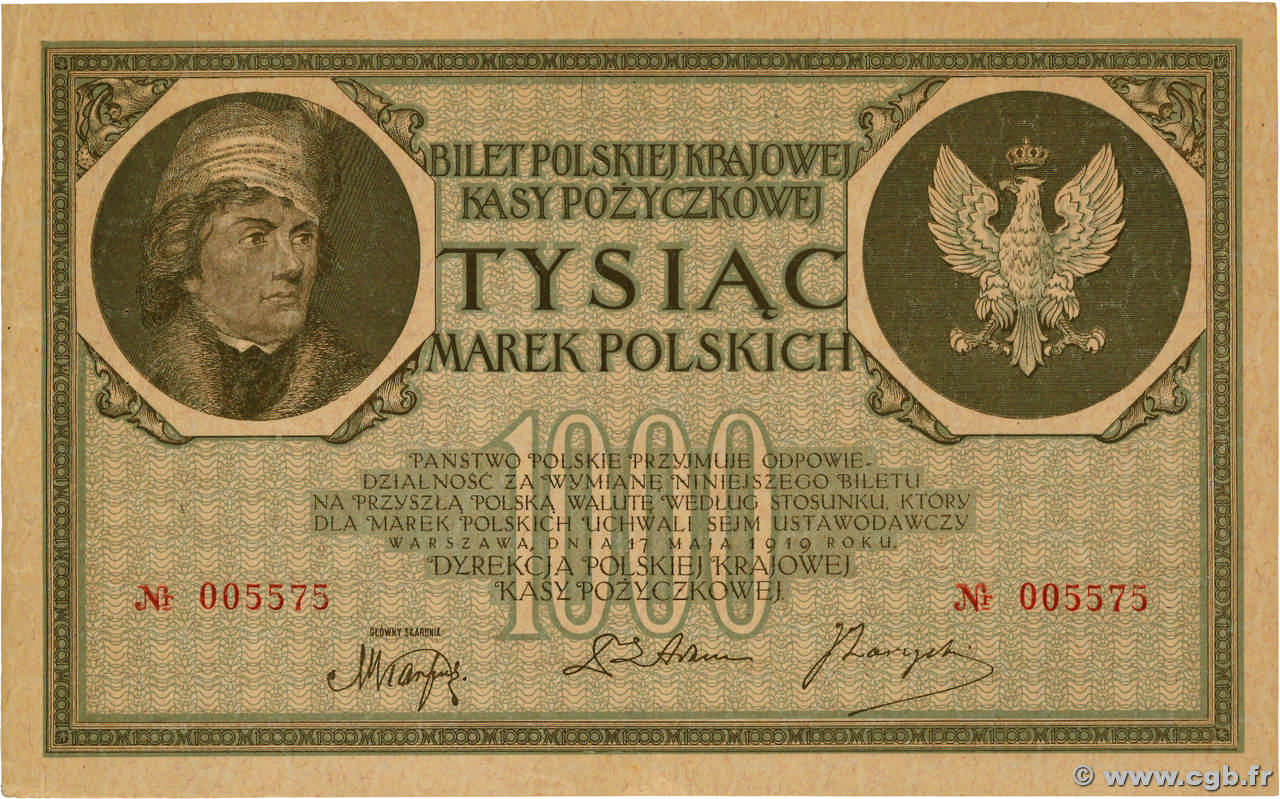 BILET POLSKIEJ KRAJOWEJ
KASY POŻYCZKOWEJ
TYSIĄC
MAREK POLSKICH
1000
PAŃSTWO POLSKIE PRZYJMUJE ODPOWIE-
DZIALNOŚĆ ZA WYMIANĘ NINIEJSZEGO BILETU
NA PRZYSZŁĄ POLSKĄ WALUTĘ WEDŁUG STOSUNKU, KTÓRY
DLA MAREK POLSKICH UCHWALI SEJM USTAWODAWCZY
WARSZAWA, DNIA 17 MAJA 1919 ROKU.
DYREKCJA POLSKIEJ KRAJOWEJ
KASY POŻYCZKOWEJ.
№ 005575
№ 005575
GŁÓWNY SKARBNIK
© www.cgb.fr